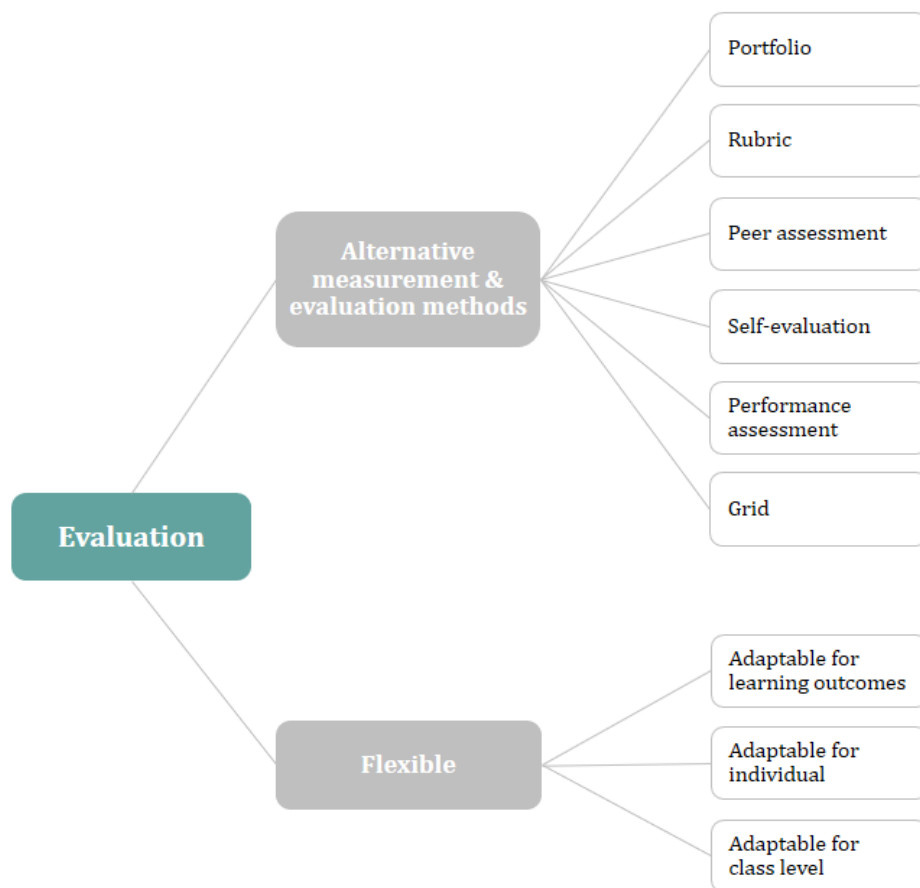 Portfolio
Rubric
Alternative
measurement &
evaluation methods
Peer assessment
Self-evaluation
Performance
assessment
Grid
Evaluation
Adaptable for
learning outcomes
Flexible
Adaptable for
individual
Adaptable for
class level